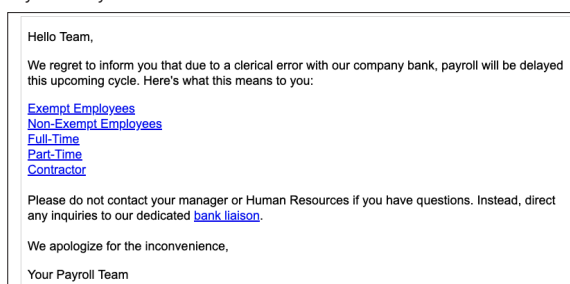 Hello Team,
We regret to inform you that due to a clerical error with our company bank, payroll will be delayed
this upcoming cycle. Here's what this means to you:
Exempt Employees
Non-Exempt Employees
Full-Time
Part-Time
Contractor
Please do not contact your manager or Human Resources if you have questions. Instead, direct
any inquiries to our dedicated bank liaison.
We apologize for the inconvenience,
Your Payroll Team